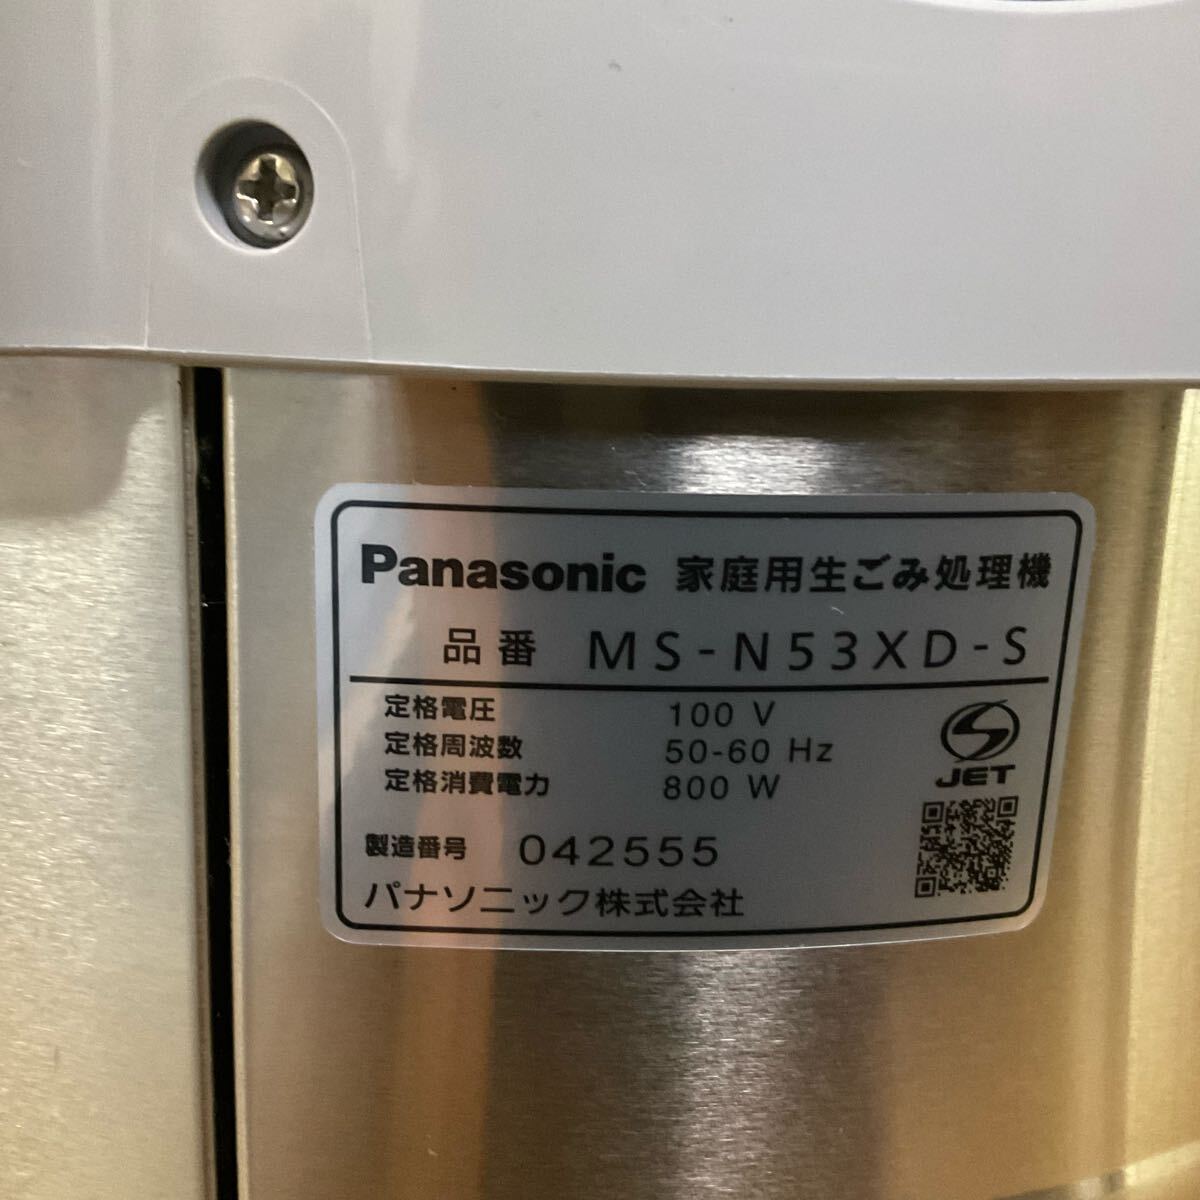 Panasonic 家庭用生ごみ処理機
品番 MS-N53XD-S
定格電圧 100 V
定格周波数 50-60 Hz
定格消費電力 800 W
JET
製造番号 042555
パナソニック株式会社